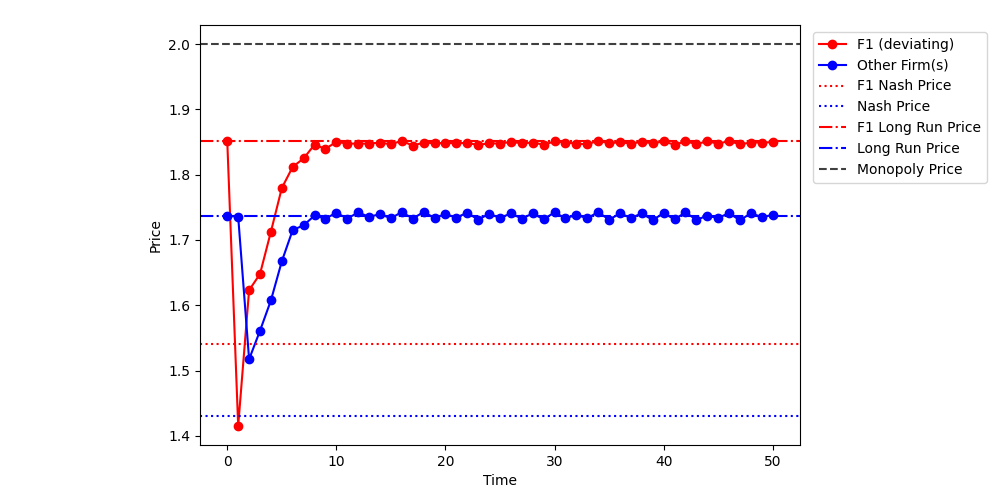 2.0
1.9
1.8
1.7
1.6
1.5
1.4
Price
0 10 20 30 40 50
Time
F1 (deviating)
Other Firm(s)
F1 Nash Price
Nash Price
F1 Long Run Price
Long Run Price
Monopoly Price